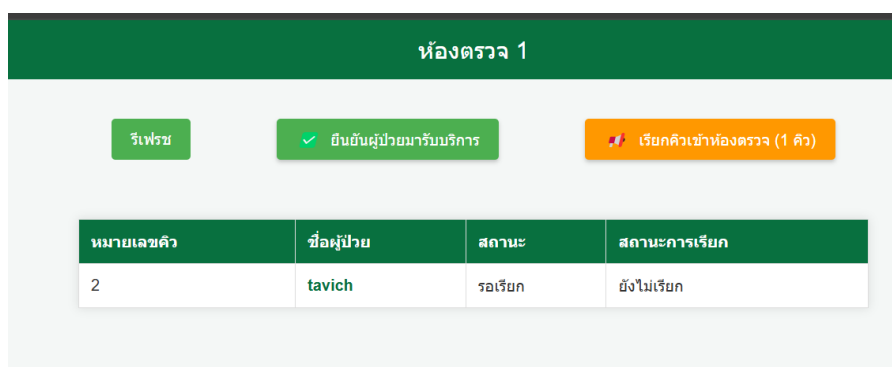 ห้องตรวจ 1
รีเฟรช ยืนยันผู้ป่วยมารับบริการ เรียกคิวเข้าห้องตรวจ (1 คิว)
หมายเลขคิว ชื่อผู้ป่วย สถานะ สถานะการเรียก
2 tavich รอเรียก ยังไม่เรียก